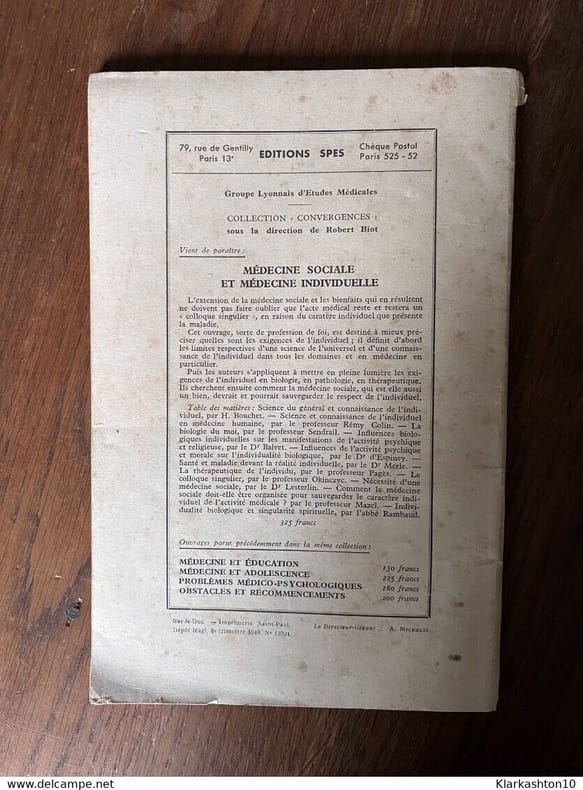 79, rue de Gentilly
Paris 13e
EDITIONS SPES
Chèque Postal
Paris 525 - 52
Groupe Lyonnais d'Etudes Médicales
COLLECTION « CONVERGENCES »
sous la direction de Robert Biot
Vient de paraître :
MÉDECINE SOCIALE
ET MÉDECINE INDIVIDUELLE
L'extension de la médecine sociale et les bienfaits qui en résultent
ne doivent pas faire oublier que l'acte médical reste et restera un
« colloque singulier », en raison du caratère individuel que présente
la maladie.
Cet ouvrage, sorte de profession de foi, est destiné à mieux pré-
ciser quelles sont les exigences de l'individu ; il définit d'abord
les limites respectives d'une science de l'universel et d'une connais-
sance de l'individuel dans tous les domaines et en médecine en
particulier.
Puis les auteurs s'appliquent à mettre en pleine lumière les exi-
gences de l'individuel en biologie, en pathologie, en thérapeutique.
Ils cherchent ensuite comment la médecine sociale, qui est elle aussi
un bien, devrait et pourrait sauvegarder le respect de l'individuel.
Table des matières : Science du général et connaissance de l'indi-
viduel, par H. Bouchet. — Science et connaissance de l'individuel
en médecine humaine, par le professeur Rémy Colin. — La
biologie du moi, par le professeur Sendrail. — Influences biolo-
giques individuelles sur les manifestations de l'activité psychique
et religieuse, par le Dr Balvet. — Influences de l'activité psychique
et morale sur l'individualité biologique, par le Dr d'Espiney. —
Santé et maladie devant la réalité individuelle, par le Dr Merle. —
La thérapeutique de l'individu, par le professeur Pagès. — Le
colloque singulier, par le professeur Okinczyc. — Nécessité d'une
médecine sociale, par le Dr Lesterlin. — Comment la médecine
sociale doit-elle être organisée pour sauvegarder le caractère indi-
viduel de l'activité médicale ? par le professeur Mazel. — Indivi-
dualité biologique et singularité spirituelle, par l'abbé Rambaud.
325 francs
Ouvrages parus précédemment dans la même collection :
MÉDECINE ET ÉDUCATION 150 francs
MÉDECINE ET ADOLESCENCE 225 francs
PROBLÈMES MÉDICO-PSYCHOLOGIQUES 180 francs
OBSTACLES ET RECOMMENCEMENTS 200 francs
Bar-le-Duc. — Imprimerie Saint-Paul.
Dépôt légal, trimestre
Le Directeur-Gérant : A. MICHELIN
Klarkashton10